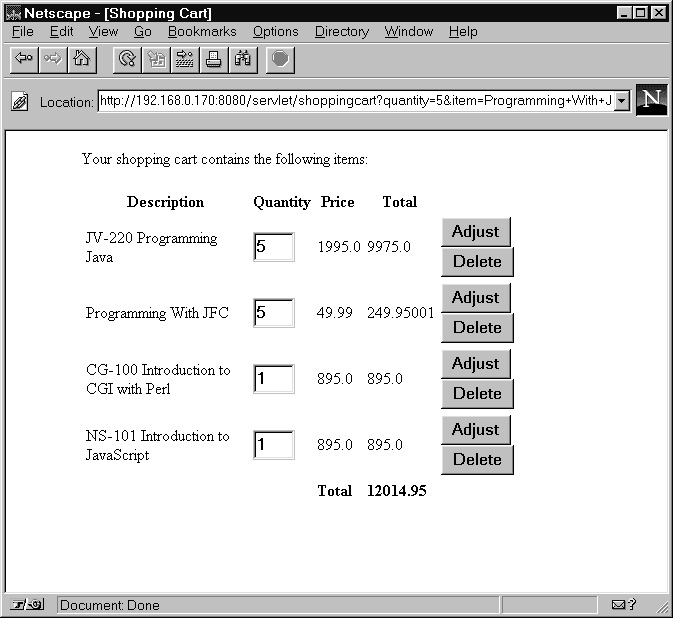 Netscape - [Shopping Cart]
File Edit View Go Bookmarks Options Directory Window Help
Location: http://192.168.0.170:8080/servlet/shoppingcart?quantity=5&item=Programming+With+J
N
Your shopping cart contains the following items:
Description Quantity Price Total
JV-220 Programming
Java
5 1995.0 9975.0
Adjust
Delete
Programming With JFC 5 49.99 249.95001
Adjust
Delete
CG-100 Introduction to
CGI with Perl
1 895.0 895.0
Adjust
Delete
NS-101 Introduction to
JavaScript
1 895.0 895.0
Adjust
Delete
Total 12014.95
Document: Done
?